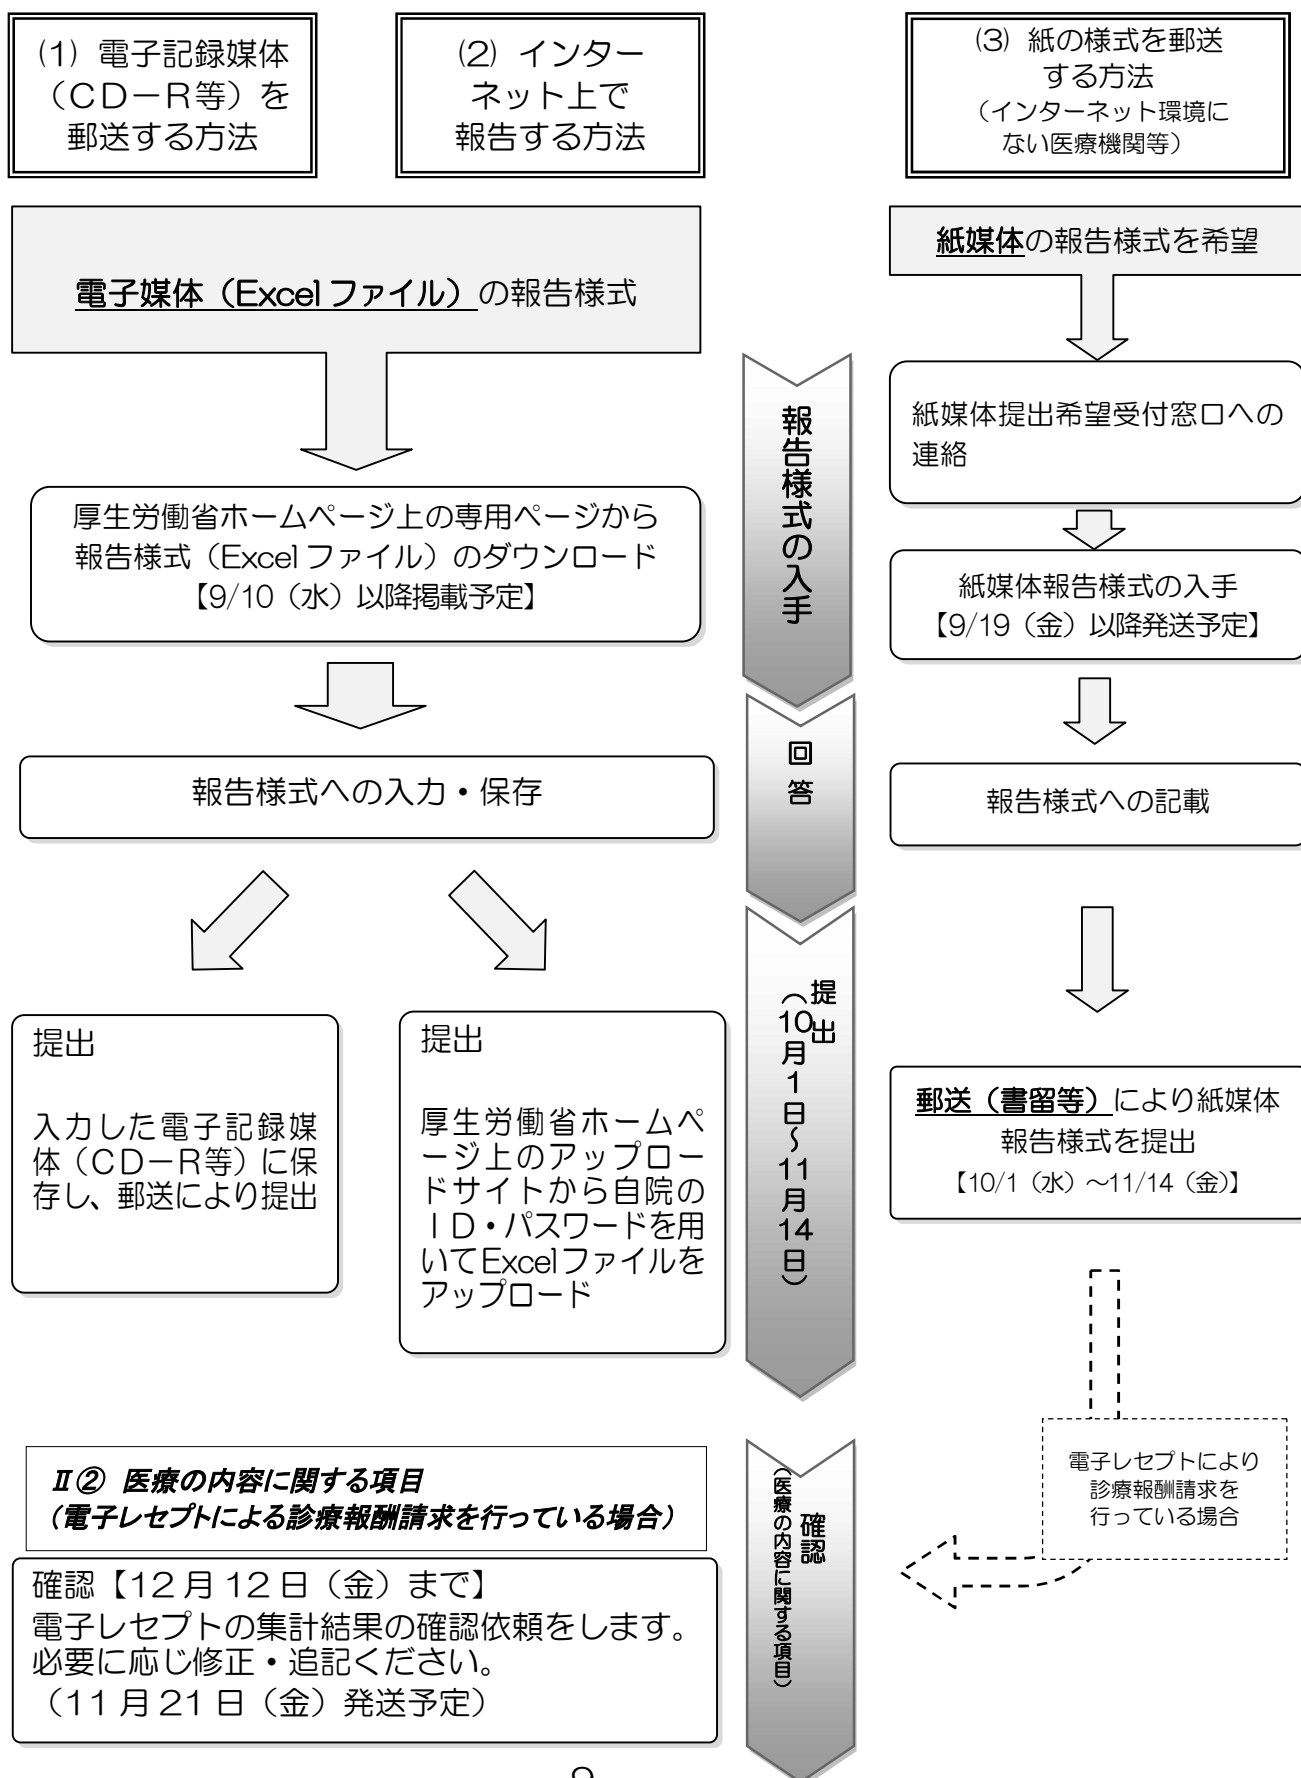 (1) 電子記録媒体
（ＣＤ－Ｒ等）を
郵送する方法
(2) インター
ネット上で
報告する方法
(3) 紙の様式を郵送
する方法
（インターネット環境に
ない医療機関等）
電子媒体（Excel ファイル）の報告様式
紙媒体の報告様式を希望
報告様式の入手
紙媒体提出希望受付窓口への
連絡
厚生労働省ホームページ上の専用ページから
報告様式（Excel ファイル）のダウンロード
【9/10（水）以降掲載予定】
紙媒体報告様式の入手
【9/19（金）以降発送予定】
回答
報告様式への入力・保存
報告様式への記載
提出
（10月1日～11月14日）
提出
入力した電子記録媒
体（ＣＤ－Ｒ等）に保
存し、郵送により提出
提出
厚生労働省ホームペ
ージ上のアップロー
ドサイトから自院の
ＩＤ・パスワードを用
いてExcelファイルを
アップロード
郵送（書留等）により紙媒体
報告様式を提出
【10/1（水）～11/14（金）】
電子レセプトにより
診療報酬請求を
行っている場合
Ⅱ② 医療の内容に関する項目
（電子レセプトによる診療報酬請求を行っている場合）
確認
（医療の内容に関する項目）
確認【12月12日（金）まで】
電子レセプトの集計結果の確認依頼をします。
必要に応じ修正・追記ください。
（11月21日（金）発送予定）